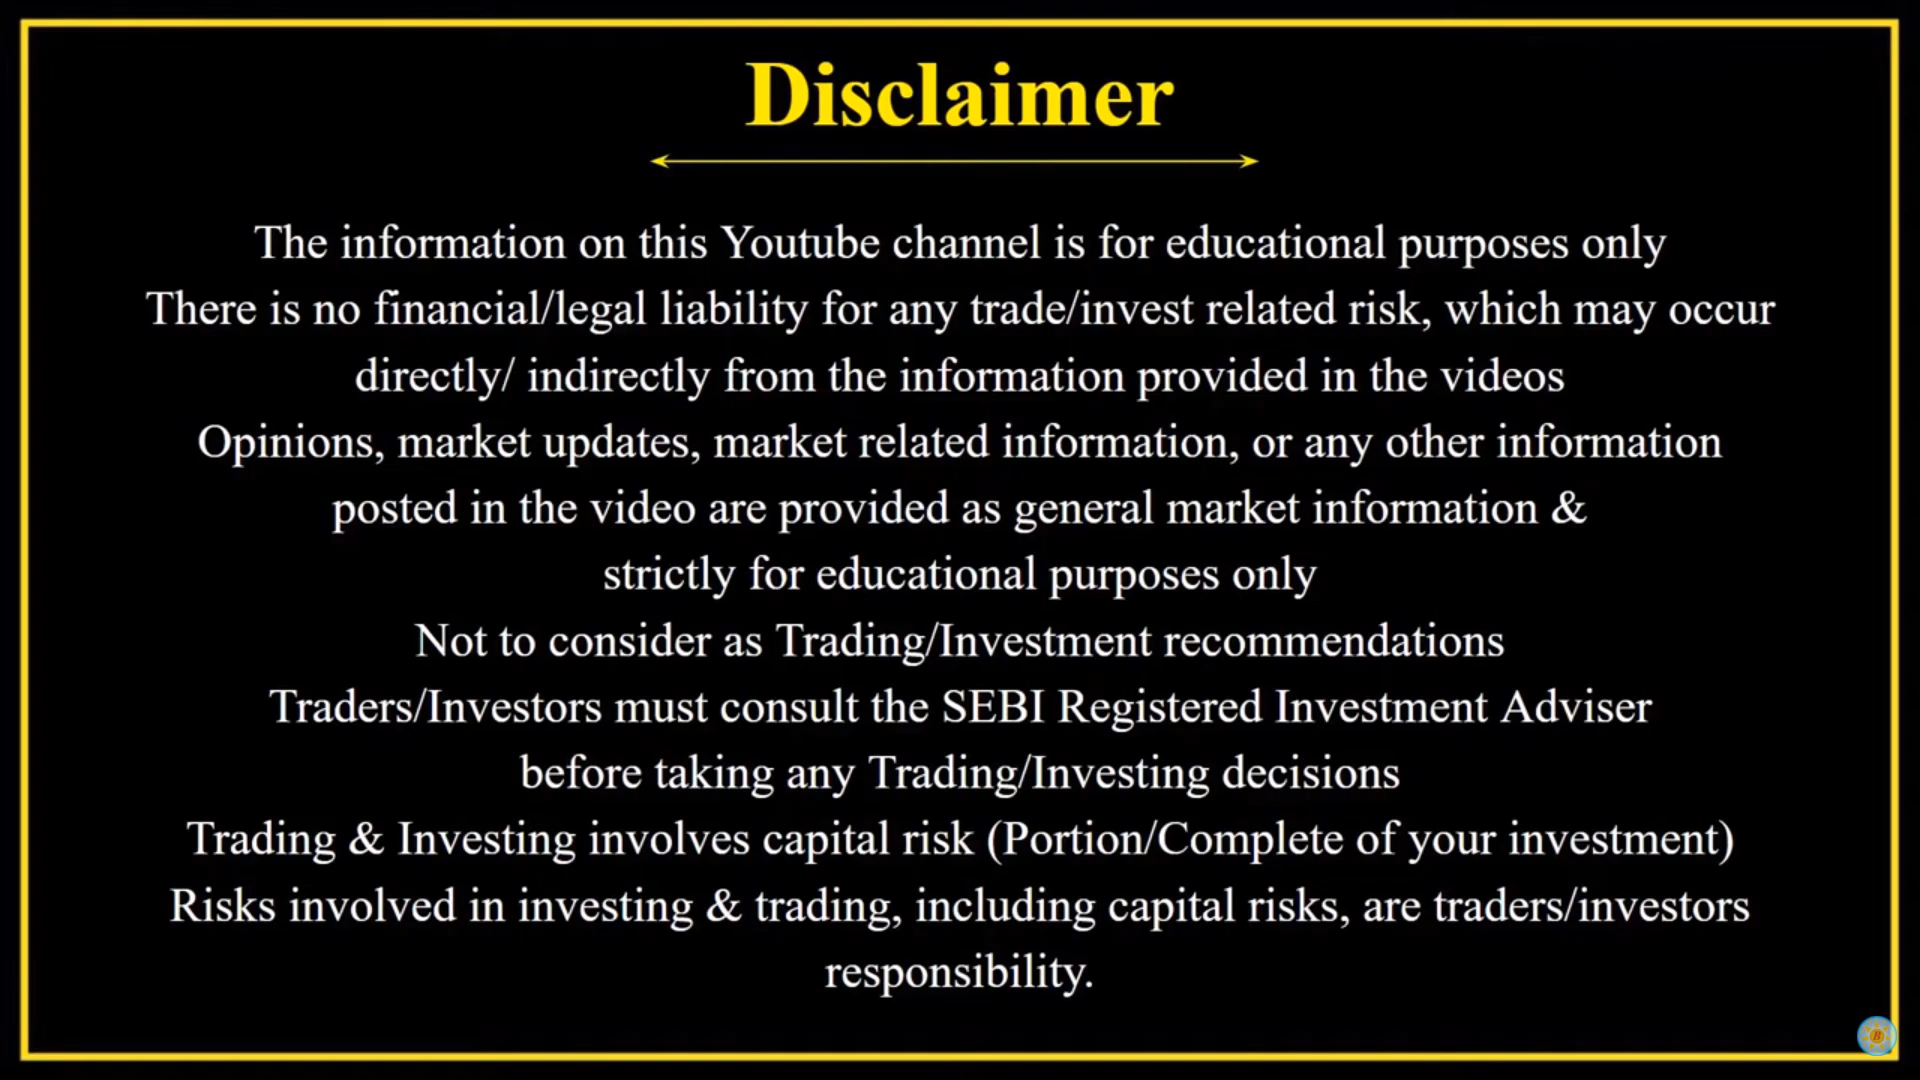 Disclaimer
The information on this Youtube channel is for educational purposes only
There is no financial/legal liability for any trade/invest related risk, which may occur
directly/ indirectly from the information provided in the videos
Opinions, market updates, market related information, or any other information
posted in the video are provided as general market information &
strictly for educational purposes only
Not to consider as Trading/Investment recommendations
Traders/Investors must consult the SEBI Registered Investment Adviser
before taking any Trading/Investing decisions
Trading & Investing involves capital risk (Portion/Complete of your investment)
Risks involved in investing & trading, including capital risks, are traders/investors
responsibility.